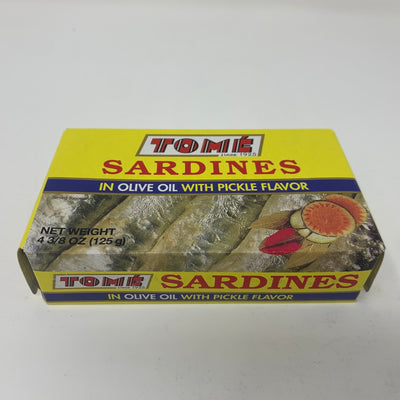 TOMÉ
Since 1925
SARDINES
IN OLIVE OIL WITH PICKLE FLAVOR
NET WEIGHT
4 3/8 OZ (125 g)
TOMÉ
SARDINES
IN OLIVE OIL WITH PICKLE FLAVOR